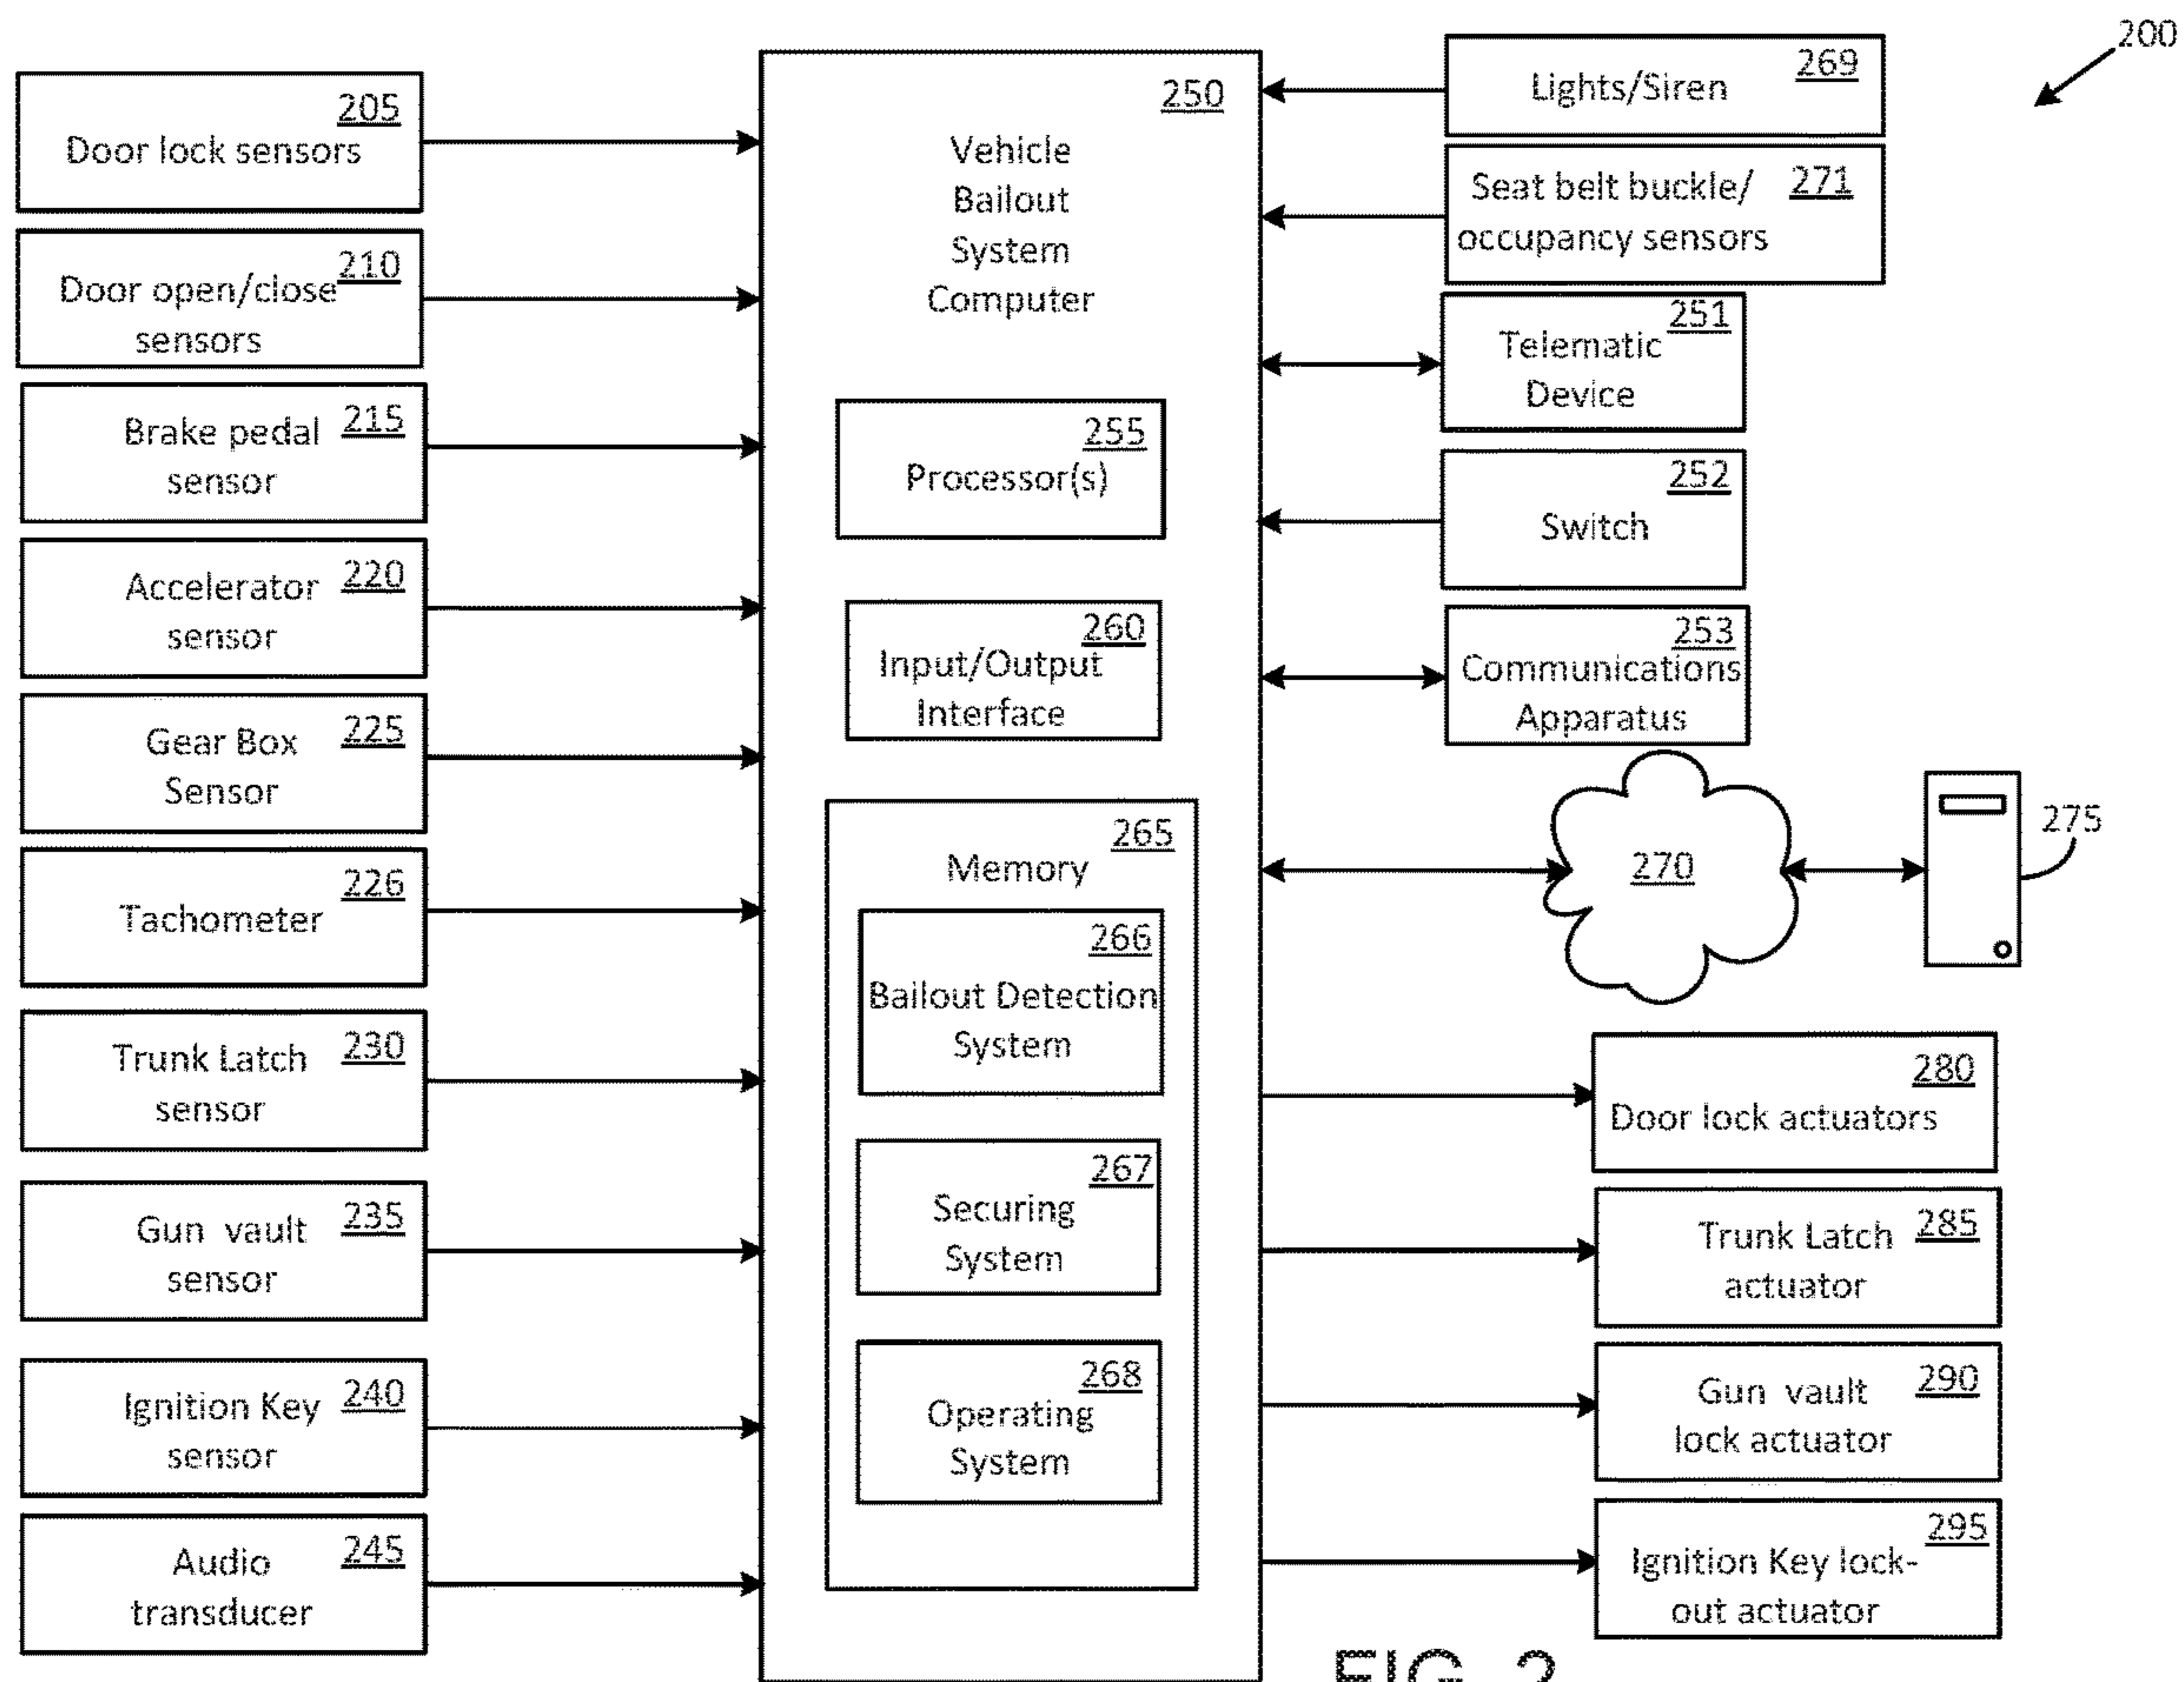 200
205
Door lock sensors
210
Door open/close
sensors
215
Brake pedal
sensor
220
Accelerator
sensor
225
Gear Box
Sensor
226
Tachometer
230
Trunk Latch
sensor
235
Gun vault
sensor
240
Ignition Key
sensor
245
Audio
transducer
250
Vehicle
Bailout
System
Computer
255
Processor(s)
260
Input/Output
Interface
265
Memory
266
Bailout Detection
System
267
Securing
System
268
Operating
System
269
Lights/Siren
271
Seat belt buckle/
occupancy sensors
251
Telematic
Device
252
Switch
253
Communications
Apparatus
270
275
280
Door lock actuators
285
Trunk Latch
actuator
290
Gun vault
lock actuator
295
Ignition Key lock-
out actuator
FIG. 2